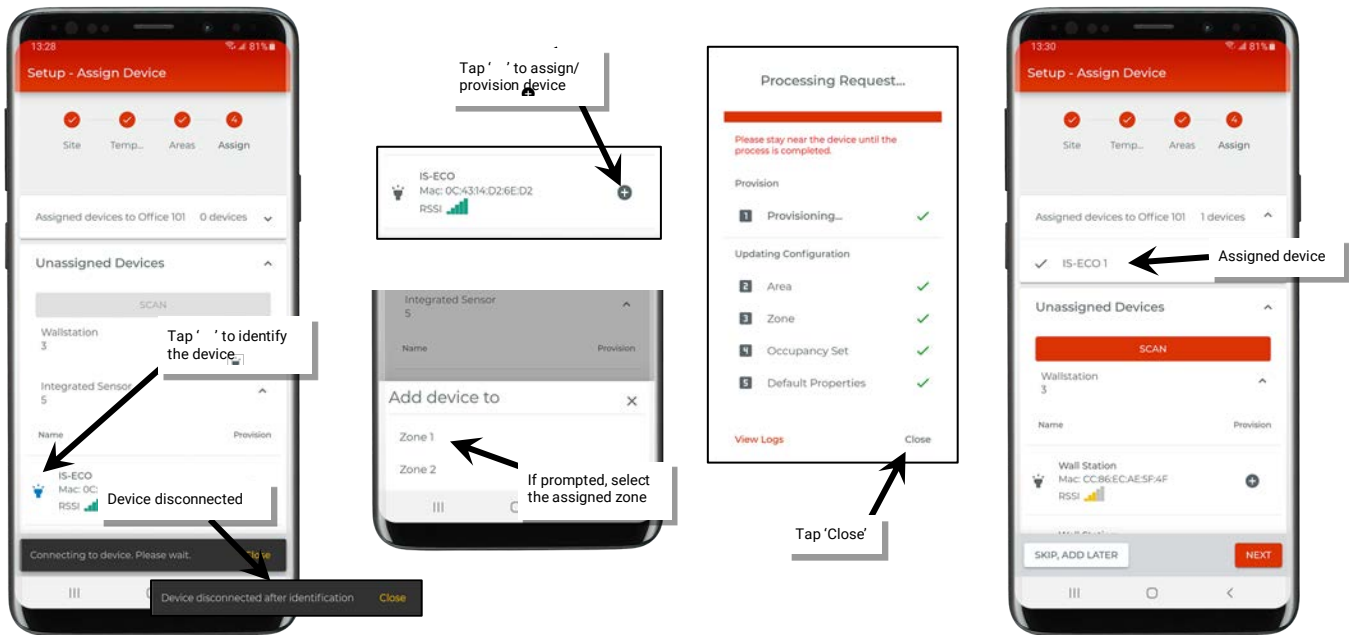 13:28
81%
Setup - Assign Device
4
Site
Temp...
Areas
Assign
Assigned devices to Office 101 0 devices
Unassigned Devices
SCAN
Wallstation
3
Tap ' ' to identify
the device
Integrated Sensor
5
Name
Provision
IS-ECO
Mac: 0C:
RSSI
Device disconnected
Connecting to device. Please wait.
Close
Device disconnected after identification
Close
Tap ' ' to assign/
provision device
IS-ECO
Mac: 0C:43:14:D2:6E:D2
RSSI
Integrated Sensor
5
Name
Provision
Add device to
Zone 1
Zone 2
If prompted, select
the assigned zone
Processing Request...
Please stay near the device until the
process is completed.
Provision
1 Provisioning...
Updating Configuration
2 Area
3 Zone
4 Occupancy Set
5 Default Properties
View Logs
Close
Tap 'Close'
13:30
81%
Setup - Assign Device
4
Site
Temp...
Areas
Assign
Assigned devices to Office 101 1 devices
IS-ECO 1
Assigned device
Unassigned Devices
SCAN
Wallstation
3
Name
Provision
Wall Station
Mac: CC:86:EC:AE:5F:4F
RSSI
SKIP, ADD LATER
NEXT